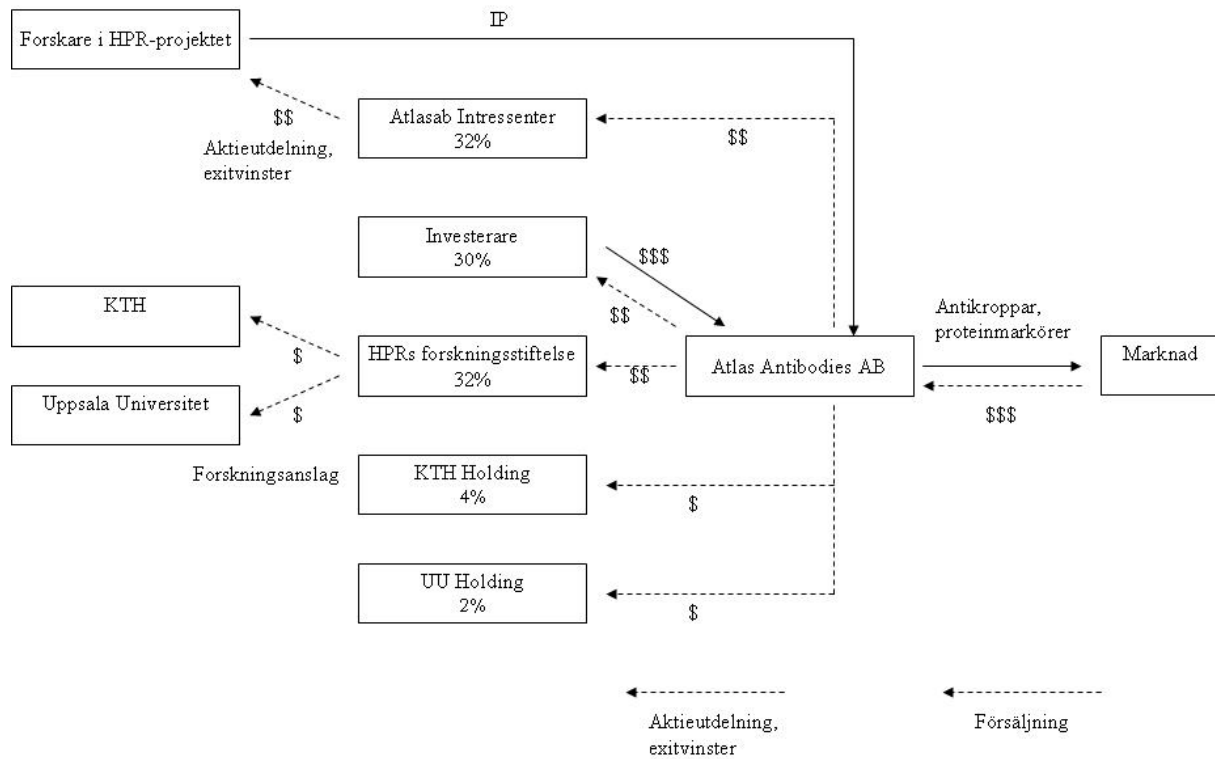 IP
Forskare i HPR-projektet
$$
Aktieutdelning,
exitvinster
Atlasab Intressenter
32%
$$
Investerare
30%
$$$
$$
KTH
$
HPRs forskningsstiftelse
32%
$$
Atlas Antibodies AB
Antikroppar,
proteinmarkörer
Marknad
$$$
Uppsala Universitet
$
Forskningsanslag
KTH Holding
4%
$
UU Holding
2%
$
Aktieutdelning,
exitvinster
Försäljning